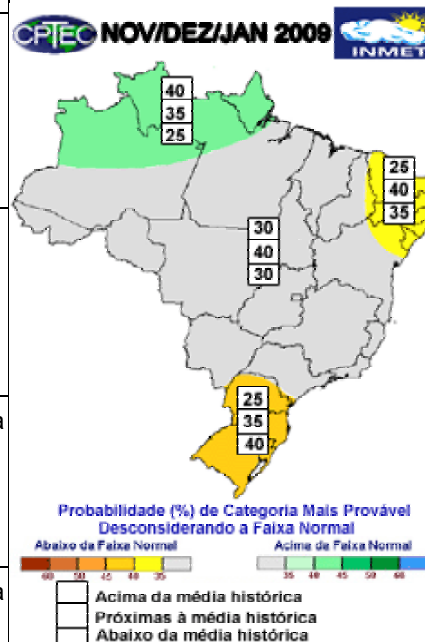 CPTEC NOV/DEZ/JAN 2009 INMET
40
35
25
25
40
35
30
40
30
25
35
40
Probabilidade (%) de Categoria Mais Provável
Desconsiderando a Faixa Normal
Abaixo da Faixa Normal
Acima da Faixa Normal
60 50 45 40 35
35 40 45 50 60
a
Acima da média histórica
Próximas à média histórica
Abaixo da média histórica
a